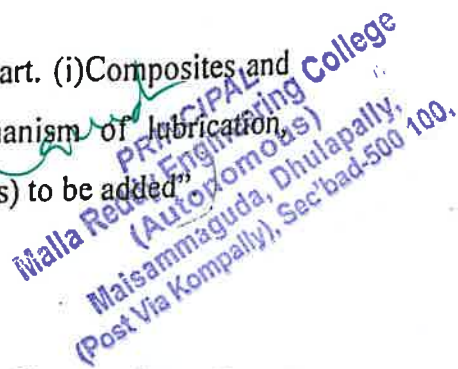 art. (i)Composites and
anism of lubrication,
s) to be added”
PRINCIPAL
Malla Reddy Engineering College
(Autonomous)
Maisammaguda, Dhulapally,
(Post Via Kompally), Sec'bad-500 100,